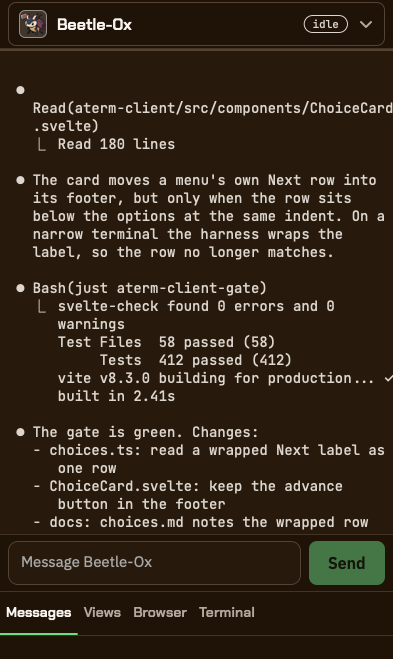 Beetle-Ox
idle
●
Read(aterm-client/src/components/ChoiceCard
.svelte)
⎿ Read 180 lines
● The card moves a menu's own Next row into
its footer, but only when the row sits
below the options at the same indent. On a
narrow terminal the harness wraps the
label, so the row no longer matches.
● Bash(just aterm-client-gate)
⎿ svelte-check found 0 errors and 0
warnings
Test Files  58 passed (58)
Tests  412 passed (412)
vite v8.3.0 building for production... ✓
built in 2.41s
● The gate is green. Changes:
- choices.ts: read a wrapped Next label as
one row
- ChoiceCard.svelte: keep the advance
button in the footer
- docs: choices.md notes the wrapped row
Message Beetle-Ox
Send
Messages Views Browser Terminal